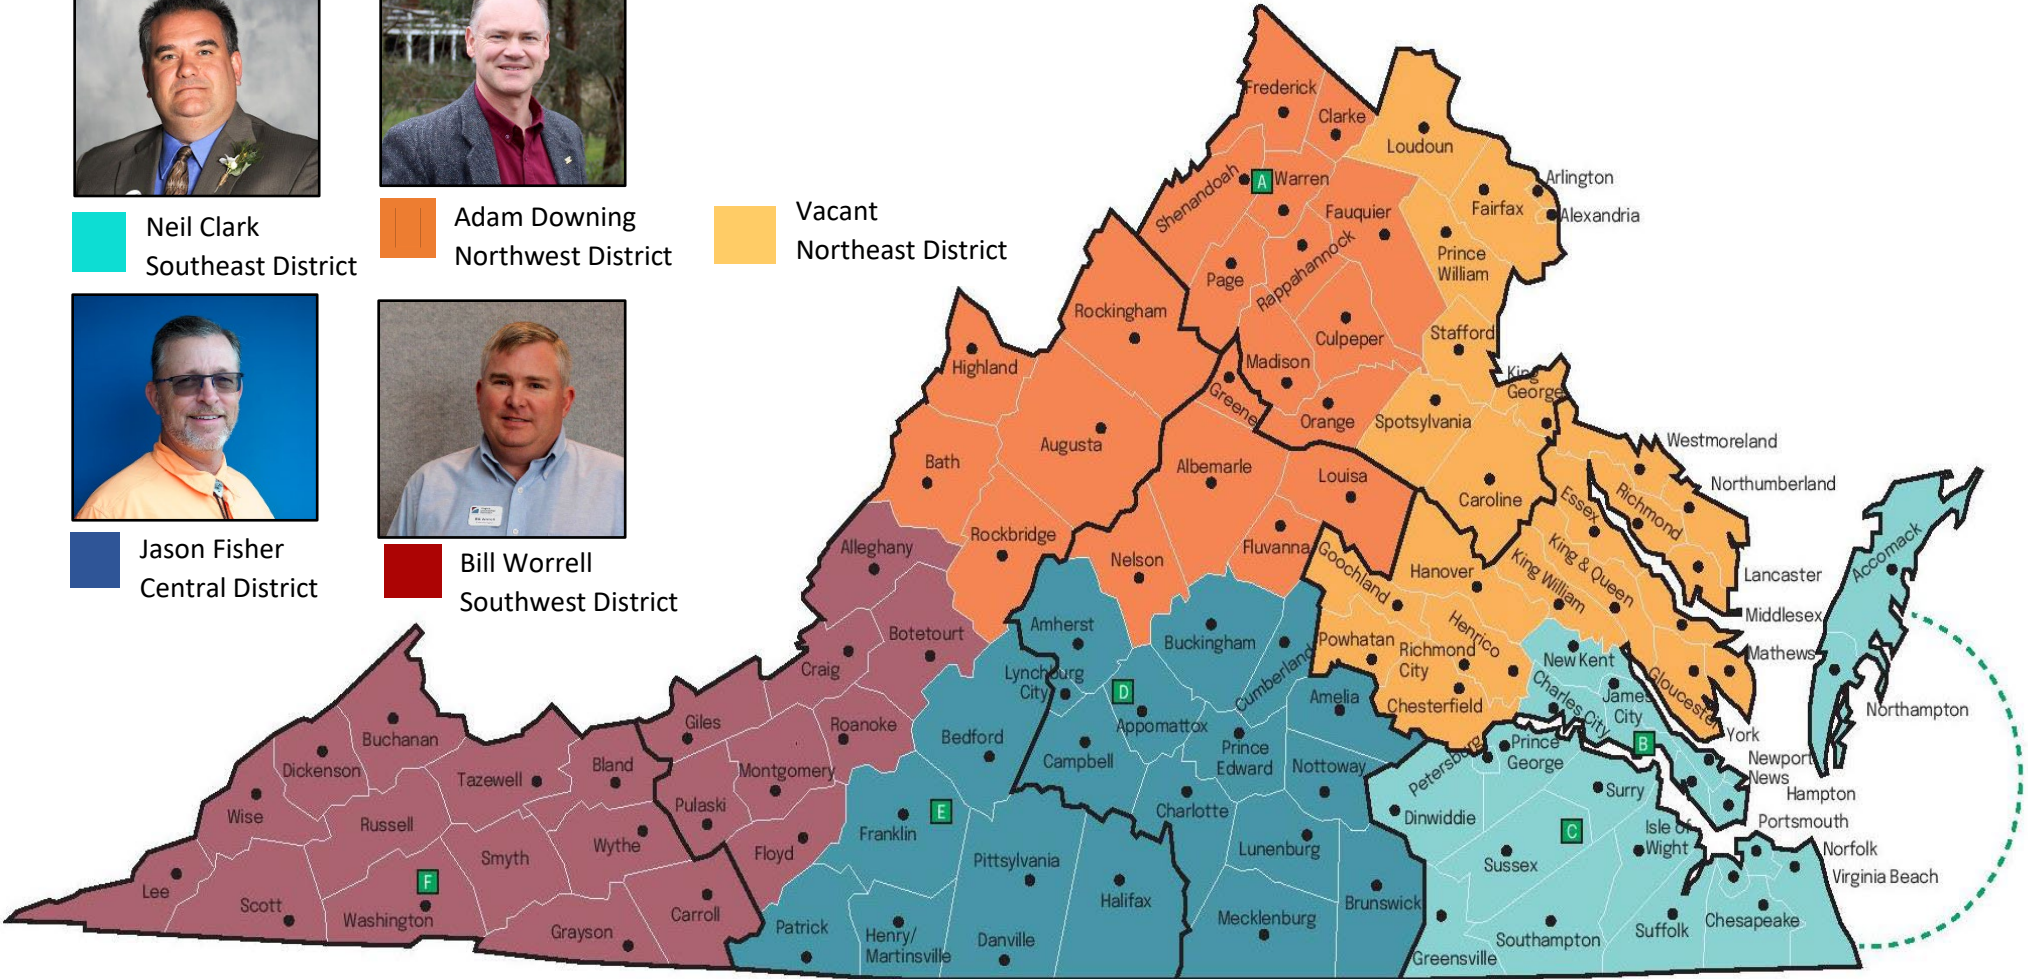 Neil Clark
Southeast District
Adam Downing
Northwest District
Vacant
Northeast District
Jason Fisher
Central District
Bill Worrell
Southwest District
Frederick
Clarke
Loudoun
Arlington
Shenandoah
A
Warren
Fairfax
Alexandria
Fauquier
Prince
William
Page
Rappahannock
Rockingham
Stafford
Culpeper
Highland
Madison
King
George
Greene
Orange
Spotsylvania
Westmoreland
Augusta
Bath
Albemarle
Louisa
Caroline
Essex
Richmond
Northumberland
Rockbridge
Alleghany
Nelson
Fluvanna
Goochland
Hanover
King William
King & Queen
Lancaster
Accomack
Middlesex
Amherst
Buckingham
Botetourt
Powhatan
Richmond
City
Henrico
New Kent
Mathews
Craig
Lynchburg
City
D
Cumberland
Amelia
Chesterfield
Charles City
James
City
Gloucester
Northampton
Giles
Roanoke
Appomattox
York
Buchanan
Bedford
Campbell
Prince
Edward
Nottoway
Petersburg
Prince
George
B
Newport
News
Dickenson
Tazewell
Bland
Montgomery
Hampton
Wise
Russell
Pulaski
Franklin
E
Charlotte
Dinwiddie
Surry
Portsmouth
Smyth
Wythe
Floyd
Pittsylvania
Lunenburg
C
Sussex
Isle of
Wight
Norfolk
Virginia Beach
Lee
F
Scott
Washington
Carroll
Halifax
Brunswick
Grayson
Patrick
Henry/
Martinsville
Danville
Mecklenburg
Greensville
Southampton
Suffolk
Chesapeake